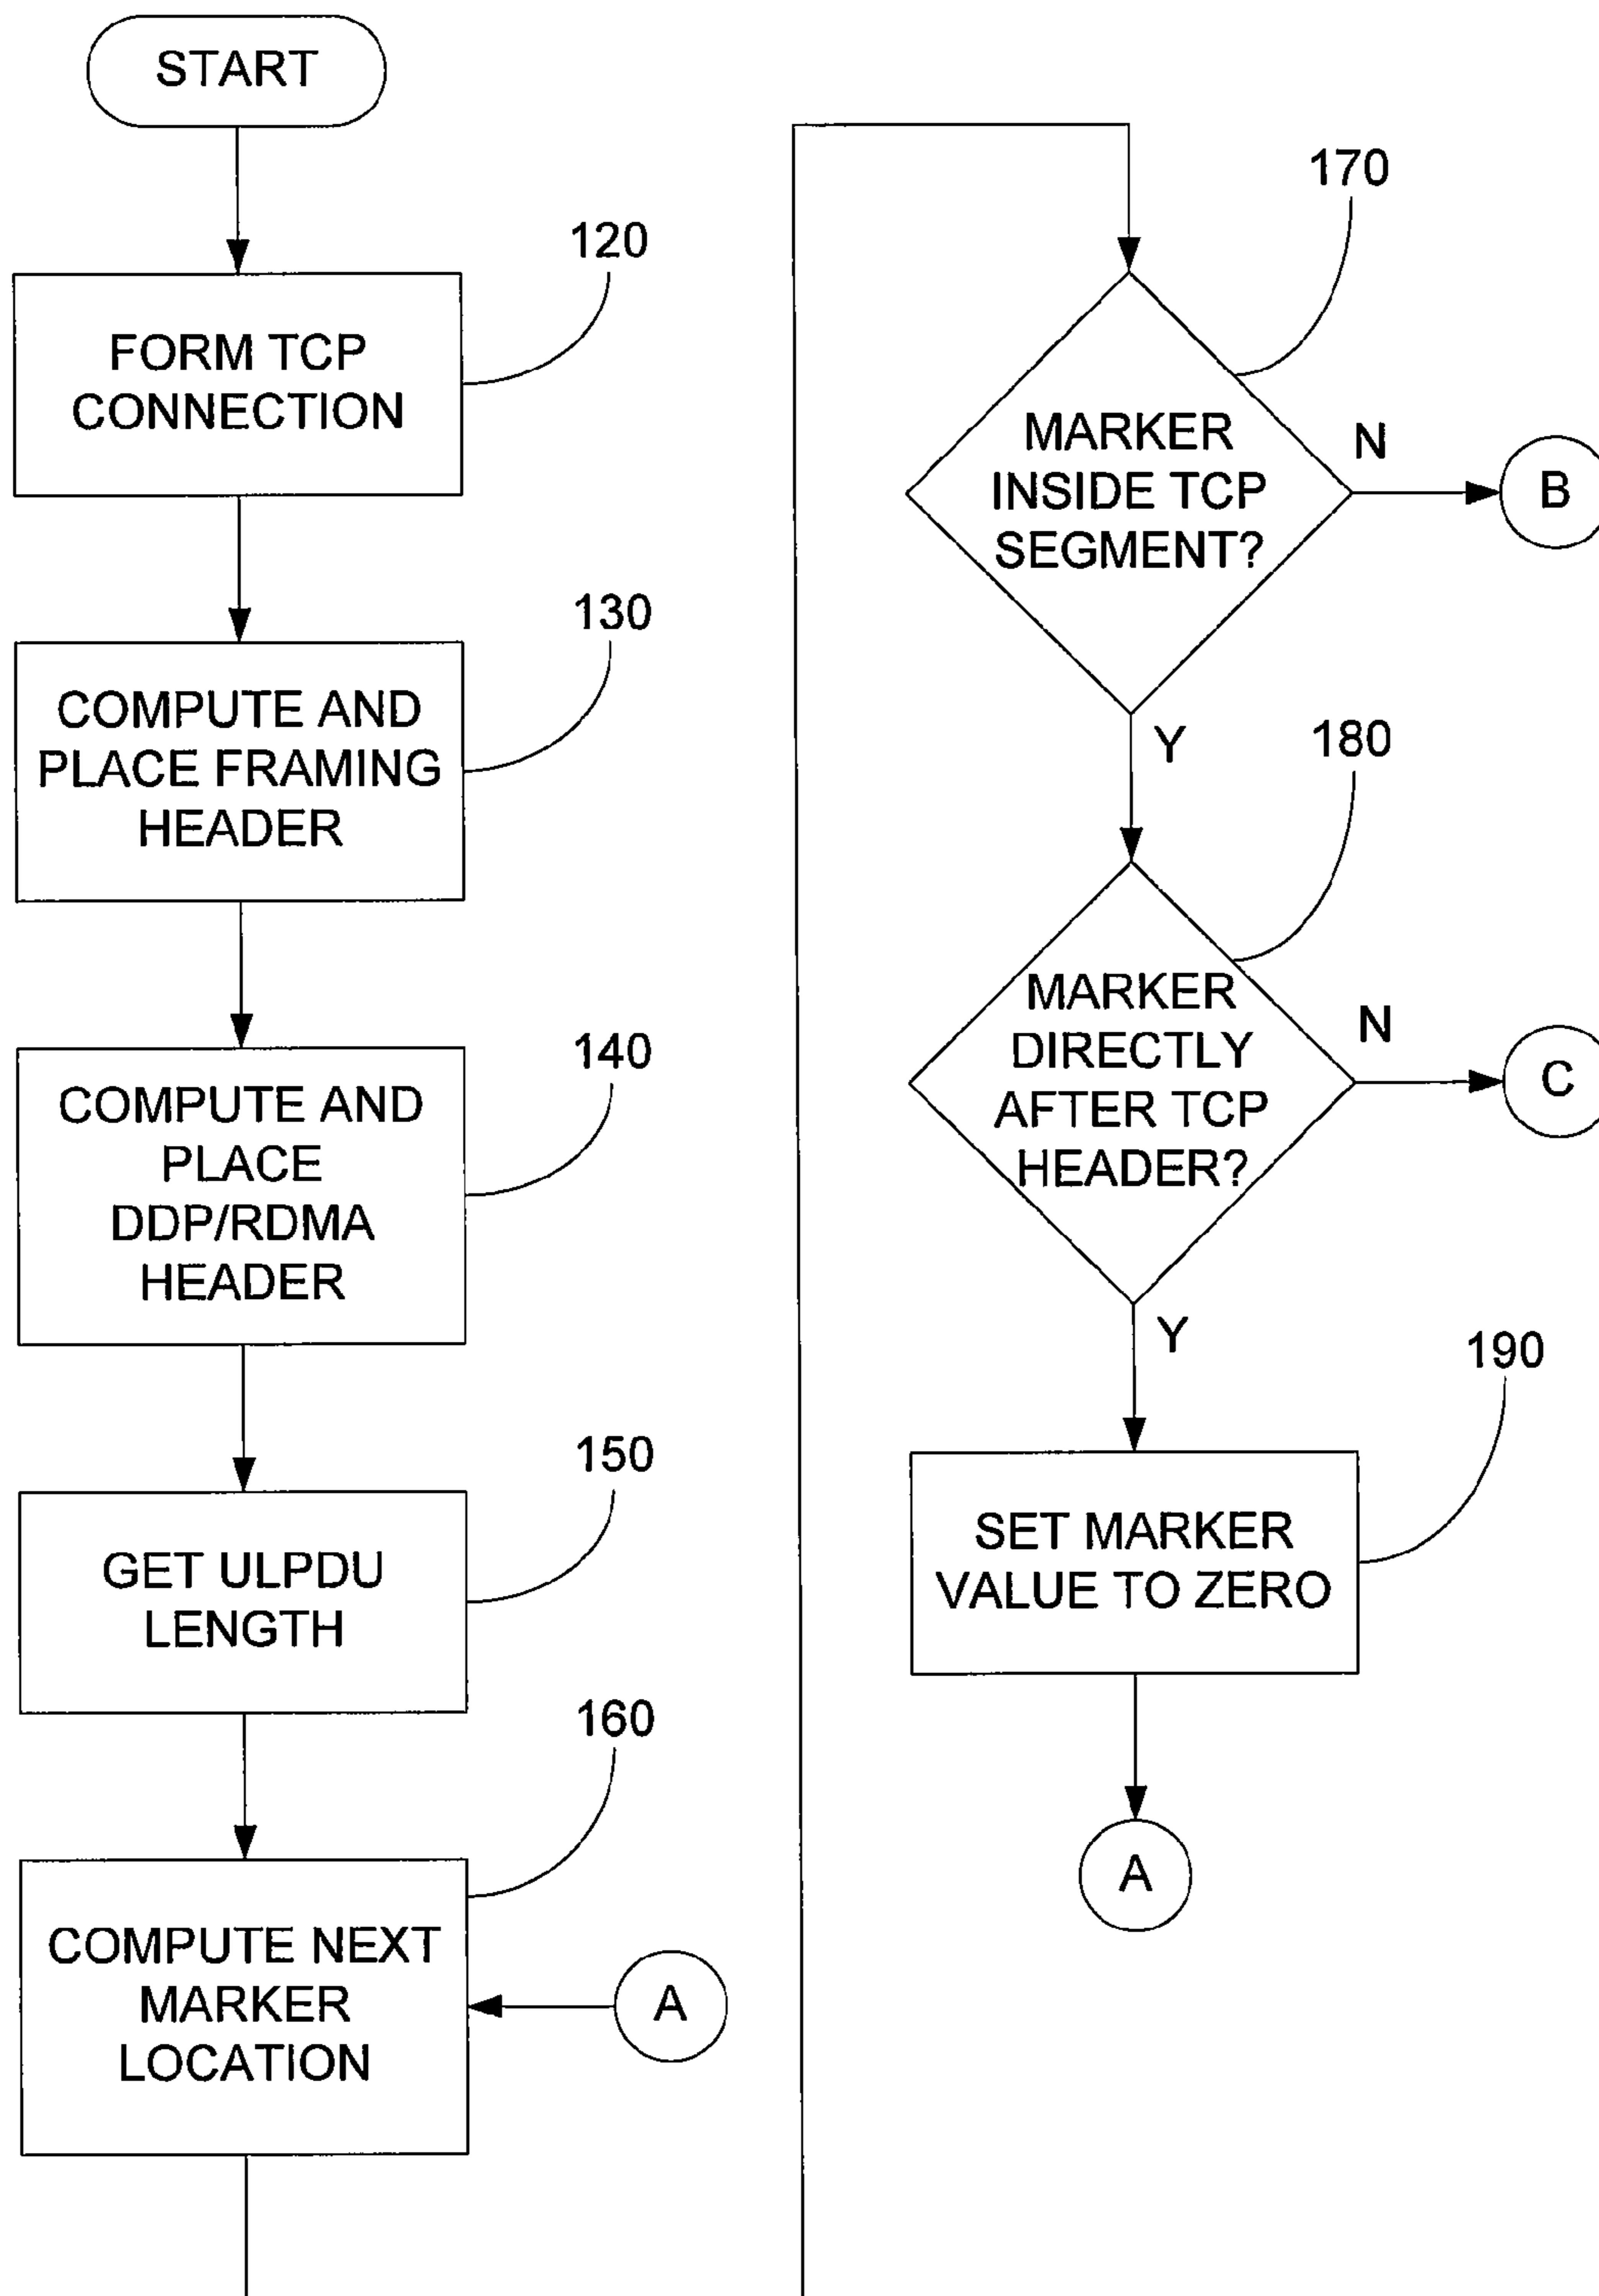 START
120
FORM TCP
CONNECTION
130
COMPUTE AND
PLACE FRAMING
HEADER
140
COMPUTE AND
PLACE
DDP/RDMA
HEADER
150
GET ULPDU
LENGTH
160
COMPUTE NEXT
MARKER
LOCATION
A
170
MARKER
INSIDE TCP
SEGMENT?
N
B
Y
180
MARKER
DIRECTLY
AFTER TCP
HEADER?
N
C
Y
190
SET MARKER
VALUE TO ZERO
A